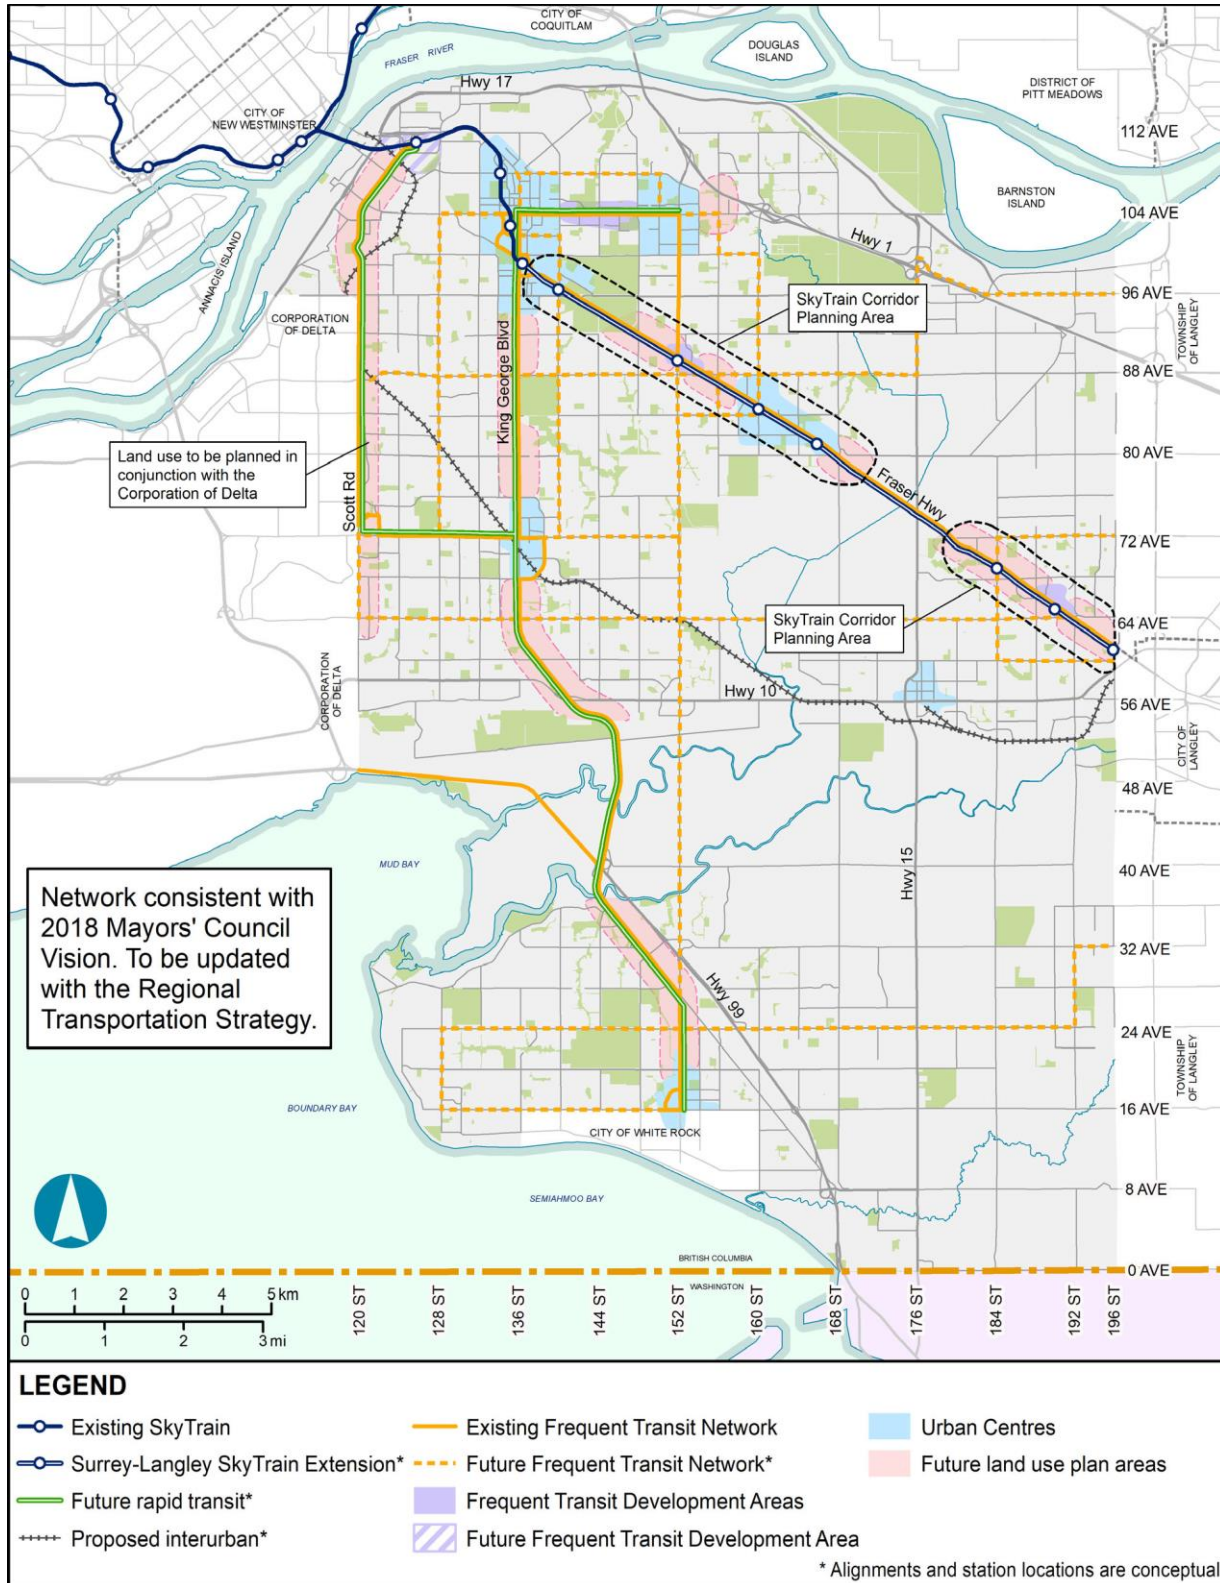 CITY OF
COQUITLAM
DOUGLAS
ISLAND
FRASER RIVER
Hwy 17
DISTRICT OF
PITT MEADOWS
CITY OF
NEW WESTMINSTER
112 AVE
BARNSTON
ISLAND
104 AVE
Hwy 1
ANNACIS ISLAND
SkyTrain Corridor
Planning Area
96 AVE
CORPORATION
OF DELTA
TOWNSHIP
OF LANGLEY
88 AVE
King George Blvd
Land use to be planned in
conjunction with the
Corporation of Delta
80 AVE
Scott Rd
Fraser Hwy
72 AVE
SkyTrain Corridor
Planning Area
64 AVE
CORPORATION
OF DELTA
Hwy 10
56 AVE
CITY OF
LANGLEY
48 AVE
MUD BAY
Hwy 15
40 AVE
Network consistent with
2018 Mayors' Council
Vision. To be updated
with the Regional
Transportation Strategy.
32 AVE
Hwy 99
24 AVE
TOWNSHIP
OF LANGLEY
BOUNDARY BAY
16 AVE
CITY OF WHITE ROCK
8 AVE
SEMIAHMOO BAY
BRITISH COLUMBIA
0 AVE
WASHINGTON
0 1 2 3 4 5 km
0 1 2 3 mi
120 ST
128 ST
136 ST
144 ST
152 ST
160 ST
168 ST
176 ST
184 ST
192 ST
196 ST
LEGEND
Existing SkyTrain
Surrey-Langley SkyTrain Extension*
Future rapid transit*
Proposed interurban*
Existing Frequent Transit Network
Future Frequent Transit Network*
Frequent Transit Development Areas
Future Frequent Transit Development Area
Urban Centres
Future land use plan areas
* Alignments and station locations are conceptual